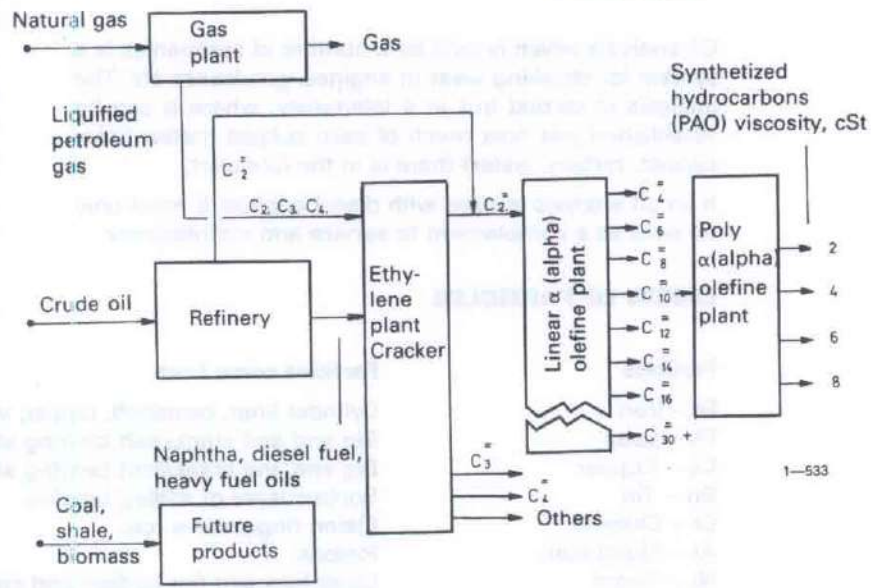 Natural gas
Gas
plant
Gas
Liquified
petroleum
gas
C2=
C2, C3, C4,
Crude oil
Refinery
Ethy-
lene
plant
Cracker
Naphtha, diesel fuel,
heavy fuel oils
Coal,
shale,
biomass
Future
products
C2=
Linear α (alpha)
olefine plant
C4=
C6=
C8=
C10=
C12=
C14=
C16=
C30= +
C3=
C4=
Others
Synthetized
hydrocarbons
(PAO) viscosity, cSt
Poly
α(alpha)
olefine
plant
2
4
6
8
1—533